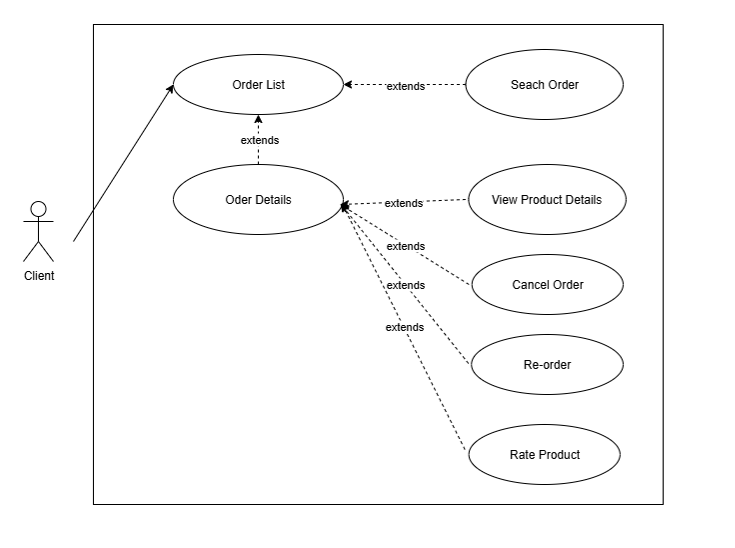 Order List
extends
Seach Order
extends
Oder Details
extends
View Product Details
extends
Cancel Order
extends
Re-order
extends
Rate Product
Client